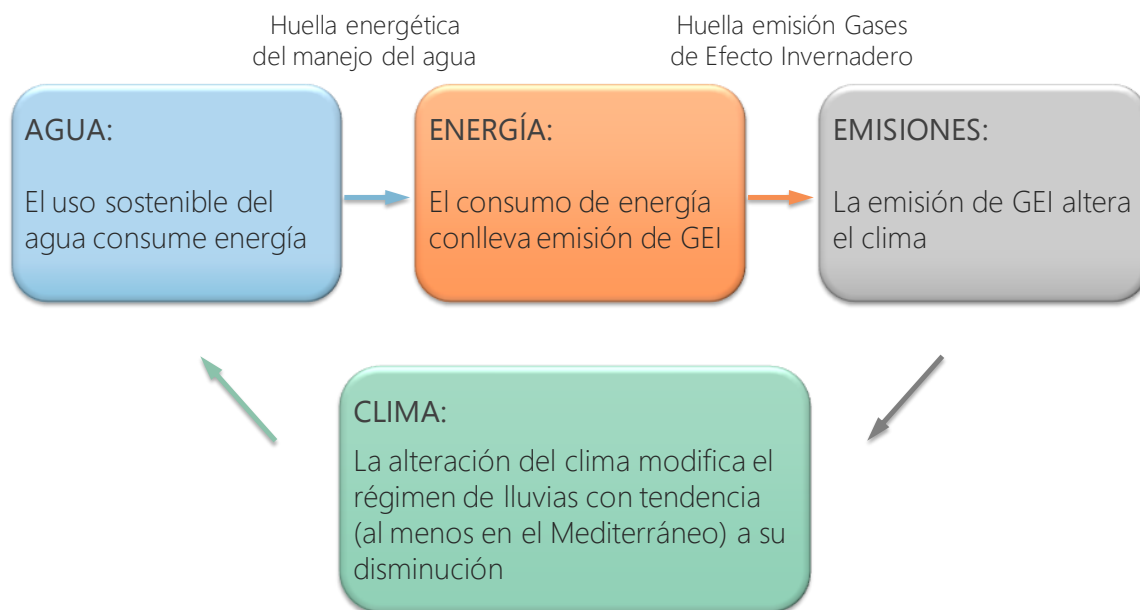 Huella energética
del manejo del agua
Huella emisión Gases
de Efecto Invernadero
AGUA:
El uso sostenible del
agua consume energía
ENERGÍA:
El consumo de energía
conlleva emisión de GEI
EMISIONES:
La emisión de GEI altera
el clima
CLIMA:
La alteración del clima modifica el
régimen de lluvias con tendencia
(al menos en el Mediterráneo) a su
disminución